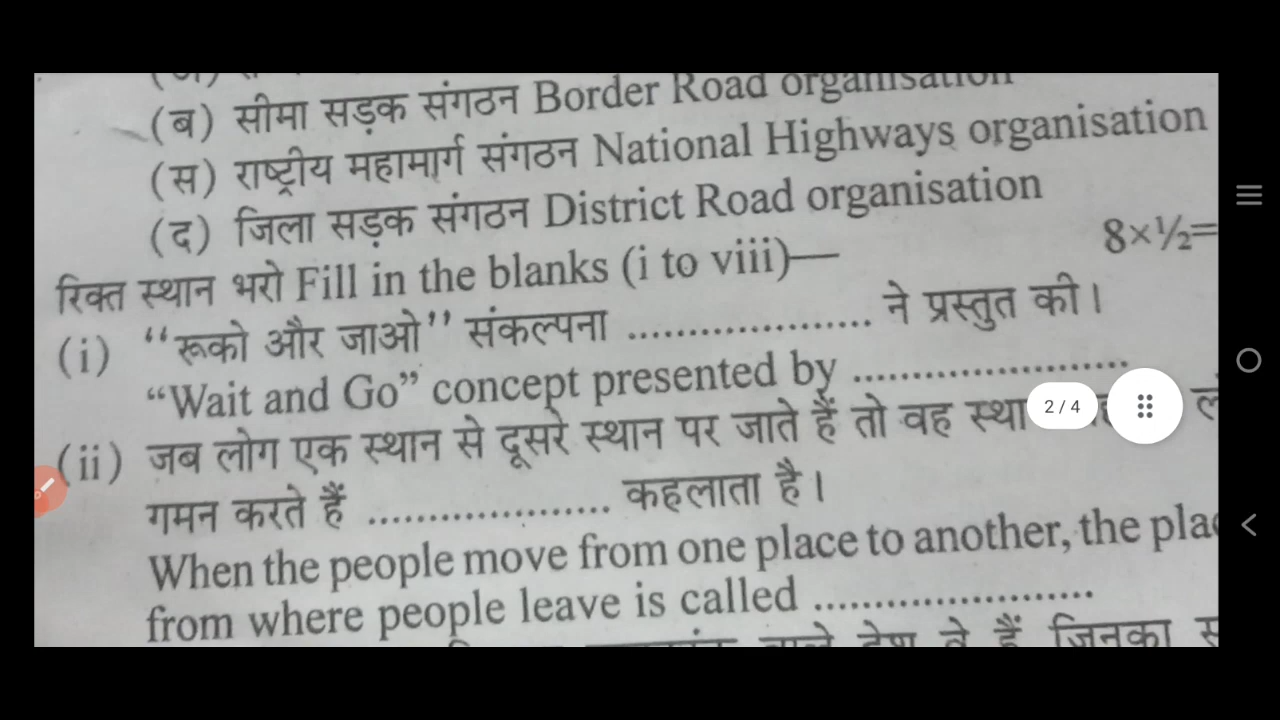 (ब) सीमा सड़क संगठन Border Road organisation
(स) राष्ट्रीय महामार्ग संगठन National Highways organisation
(द) जिला सड़क संगठन District Road organisation
8×½=
रिक्त स्थान भरो Fill in the blanks (i to viii)—
(i) “रूको और जाओ” संकल्पना ..................... ने प्रस्तुत की।
“Wait and Go” concept presented by ........................
2 / 4
(ii) जब लोग एक स्थान से दूसरे स्थान पर जाते हैं तो वह
गमन करते हैं ..................... कहलाता है।
When the people move from one place to another, the
from where people leave is called ........................